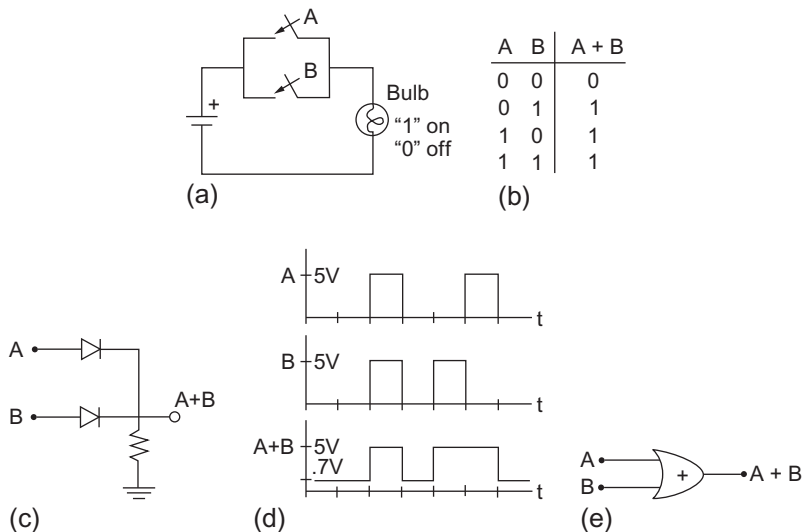 A
B
+
Bulb
“1” on
“0” off
(a)
A B A + B
0 0 0
0 1 1
1 0 1
1 1 1
(b)
A
B
A+B
(c)
A 5V
t
B 5V
t
A+B 5V
.7V
t
(d)
A
B
+
A + B
(e)